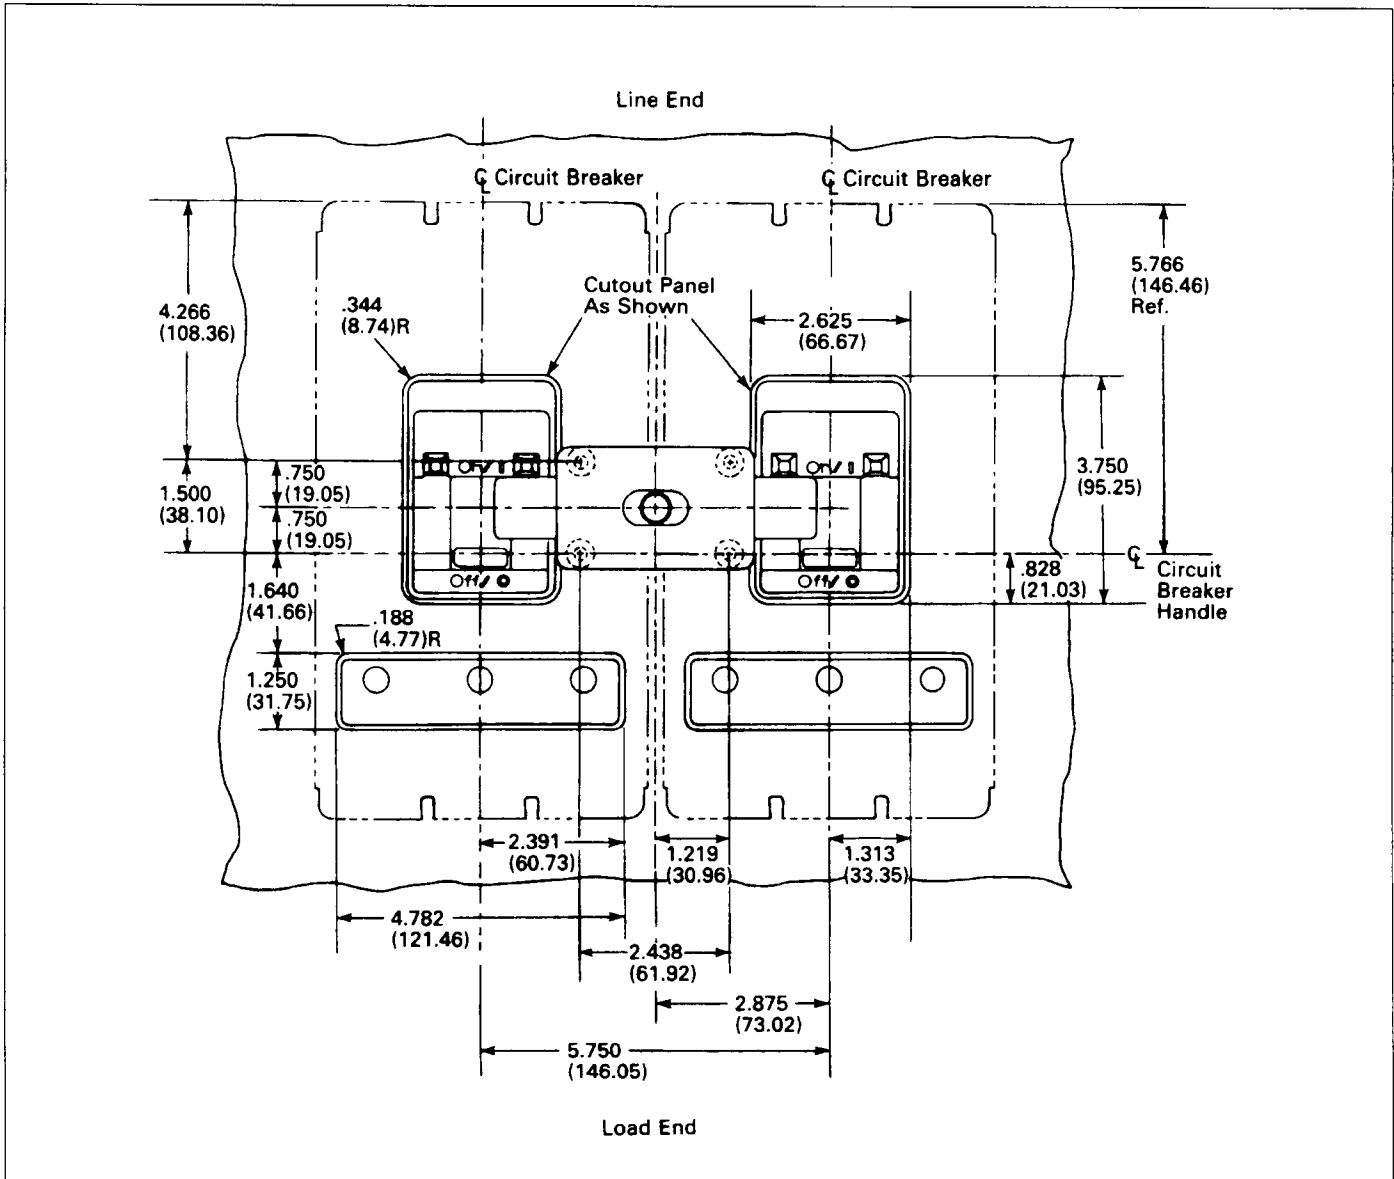 Line End
℄ Circuit Breaker
℄ Circuit Breaker
5.766
(146.46)
Ref.
Cutout Panel
As Shown
.344
(8.74)R
4.266
(108.36)
2.625
(66.67)
On/ I
On/ I
.750
(19.05)
1.500
(38.10)
.750
(19.05)
3.750
(95.25)
℄ Circuit
Breaker
Handle
.828
(21.03)
Off/ O
Off/ O
1.640
(41.66)
.188
(4.77)R
1.250
(31.75)
2.391
(60.73)
1.219
(30.96)
1.313
(33.35)
4.782
(121.46)
2.438
(61.92)
2.875
(73.02)
5.750
(146.05)
Load End